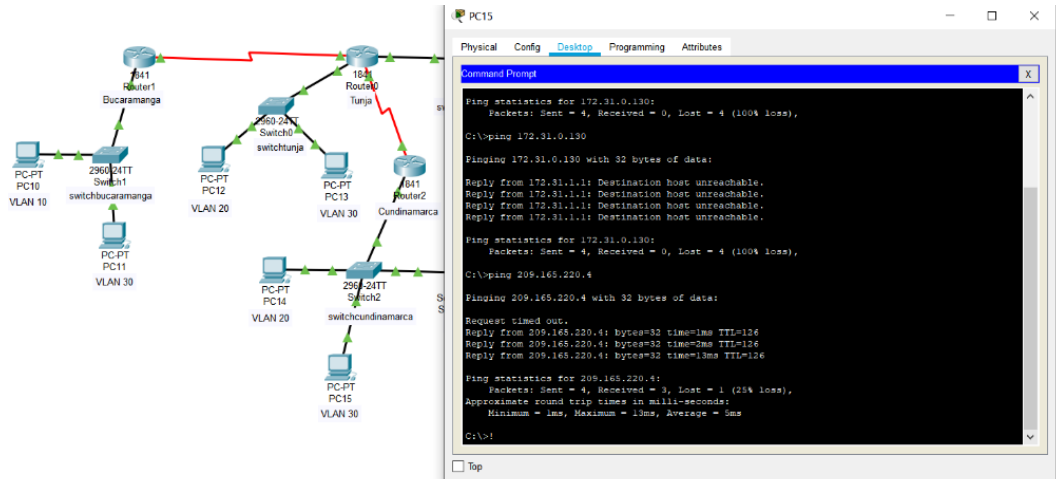 1841
Router1
Bucaramanga
1841
Router0
Tunja
2960-24TT
Switch0
switchtunja
PC-PT
PC10
VLAN 10
2960-24TT
Switch1
switchbucaramanga
PC-PT
PC12
VLAN 20
PC-PT
PC13
VLAN 30
1841
Router2
Cundinamarca
PC-PT
PC11
VLAN 30
PC-PT
PC14
VLAN 20
2960-24TT
Switch2
switchcundinamarca
PC-PT
PC15
VLAN 30
PC15
Physical Config Desktop Programming Attributes
Command Prompt
X
Ping statistics for 172.31.0.130:
Packets: Sent = 4, Received = 0, Lost = 4 (100% loss),
C:\>ping 172.31.0.130
Pinging 172.31.0.130 with 32 bytes of data:
Reply from 172.31.1.1: Destination host unreachable.
Reply from 172.31.1.1: Destination host unreachable.
Reply from 172.31.1.1: Destination host unreachable.
Reply from 172.31.1.1: Destination host unreachable.
Ping statistics for 172.31.0.130:
Packets: Sent = 4, Received = 0, Lost = 4 (100% loss),
C:\>ping 209.165.220.4
Pinging 209.165.220.4 with 32 bytes of data:
Request timed out.
Reply from 209.165.220.4: bytes=32 time=1ms TTL=126
Reply from 209.165.220.4: bytes=32 time=2ms TTL=126
Reply from 209.165.220.4: bytes=32 time=13ms TTL=126
Ping statistics for 209.165.220.4:
Packets: Sent = 4, Received = 3, Lost = 1 (25% loss),
Approximate round trip times in milli-seconds:
Minimum = 1ms, Maximum = 13ms, Average = 5ms
C:\>!
Top